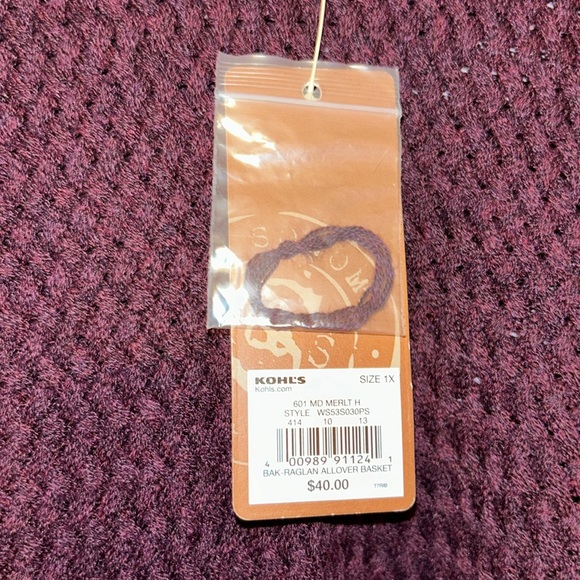 KOHL'S SIZE 1X
Kohls.com
601 MD MERLT H
STYLE WS53S030PS
414 10 13
4 00989 91124 1
BAK-RAGLAN ALLOVER BASKET
$40.00